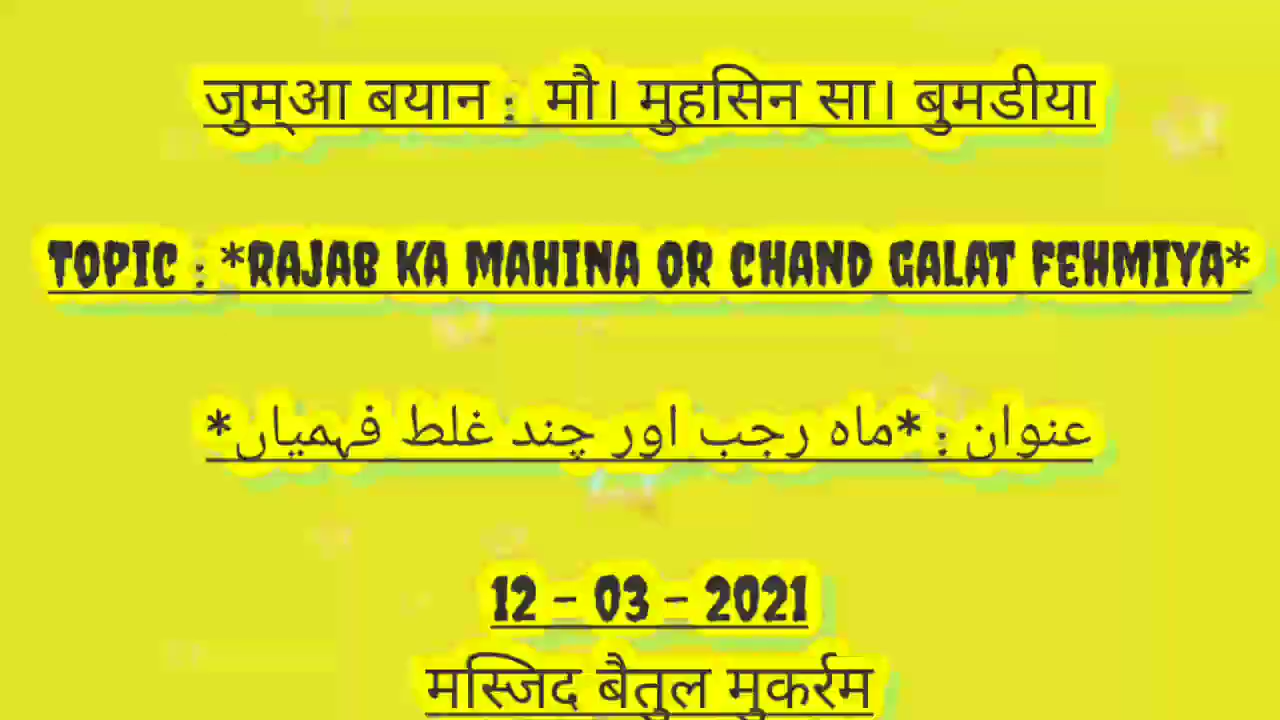 जुम्आ बयान : मौ। मुहसिन सा। बुमडीया
TOPIC : *RAJAB KA MAHINA OR CHAND GALAT FEHMIYA*
عنوان : *ماہ رجب اور چند غلط فہمیاں*
12 - 03 - 2021
मस्जिद बैतुल मुकर्रम